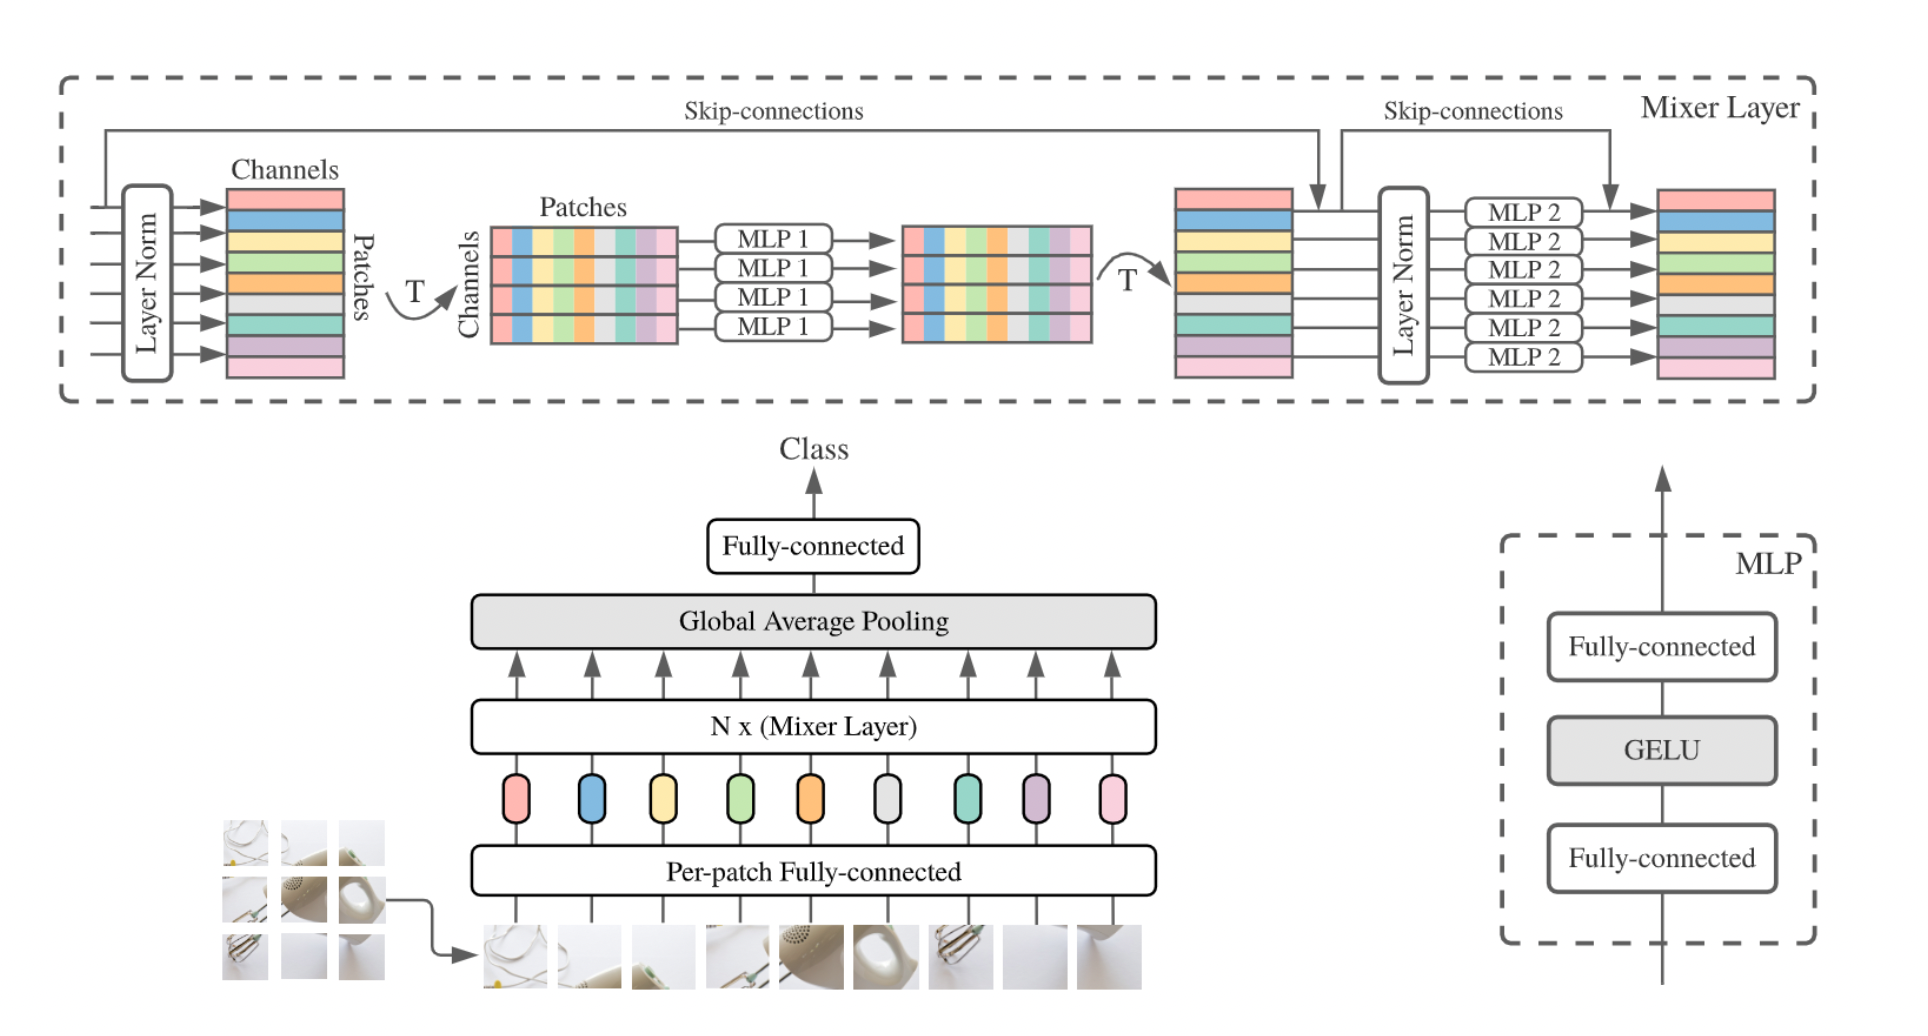 Skip-connections
Skip-connections
Mixer Layer
Channels
Layer Norm
Patches
T
Patches
Channels
MLP 1
MLP 1
MLP 1
MLP 1
T
Layer Norm
MLP 2
MLP 2
MLP 2
MLP 2
MLP 2
MLP 2
Class
Fully-connected
Global Average Pooling
N x (Mixer Layer)
Per-patch Fully-connected
MLP
Fully-connected
GELU
Fully-connected